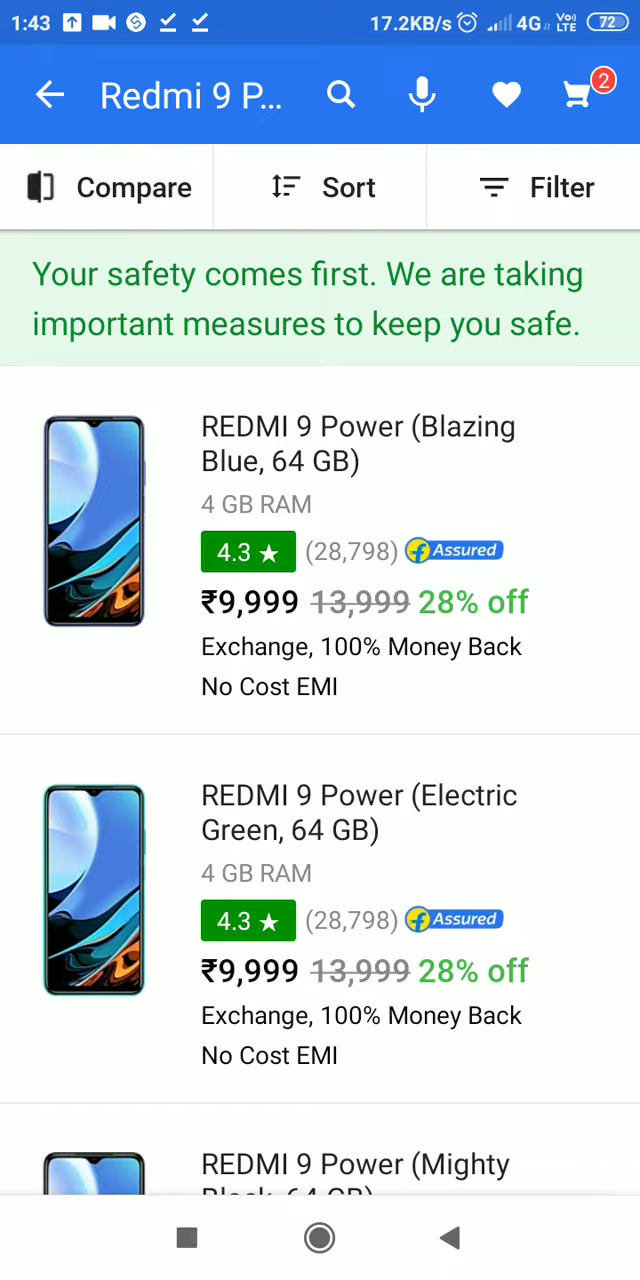 1:43 17.2KB/s 4G VoLTE 72
Redmi 9 P... 2
Compare Sort Filter
Your safety comes first. We are taking
important measures to keep you safe.
REDMI 9 Power (Blazing
Blue, 64 GB)
4 GB RAM
4.3 ★ (28,798) f Assured
₹9,999 13,999 28% off
Exchange, 100% Money Back
No Cost EMI
REDMI 9 Power (Electric
Green, 64 GB)
4 GB RAM
4.3 ★ (28,798) f Assured
₹9,999 13,999 28% off
Exchange, 100% Money Back
No Cost EMI
REDMI 9 Power (Mighty
Black, 64 GB)